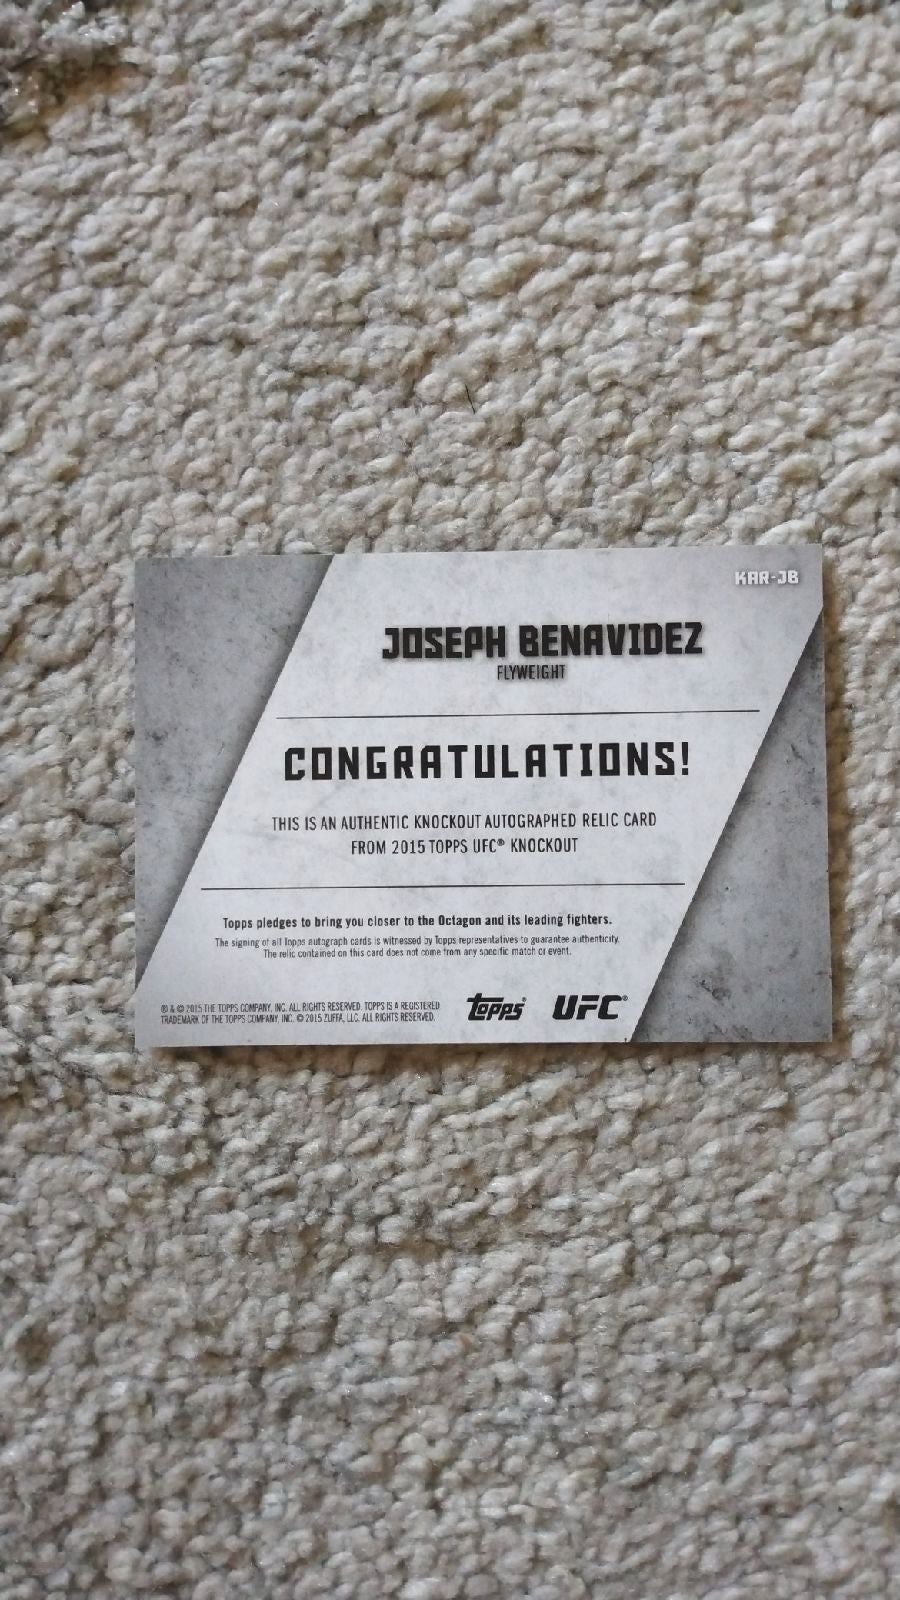 KAR-JB
JOSEPH BENAVIDEZ
FLYWEIGHT
CONGRATULATIONS!
THIS IS AN AUTHENTIC KNOCKOUT AUTOGRAPHED RELIC CARD
FROM 2015 TOPPS UFC® KNOCKOUT
Topps pledges to bring you closer to the Octagon and its leading fighters.
The signing of all Topps autograph cards is witnessed by Topps representatives to guarantee authenticity.
The relic contained on this card does not come from any specific match or event.
® & © 2015 THE TOPPS COMPANY, INC. ALL RIGHTS RESERVED. TOPPS IS A REGISTERED
TRADEMARK OF THE TOPPS COMPANY, INC. © 2015 ZUFFA, LLC. ALL RIGHTS RESERVED.
topps® UFC®